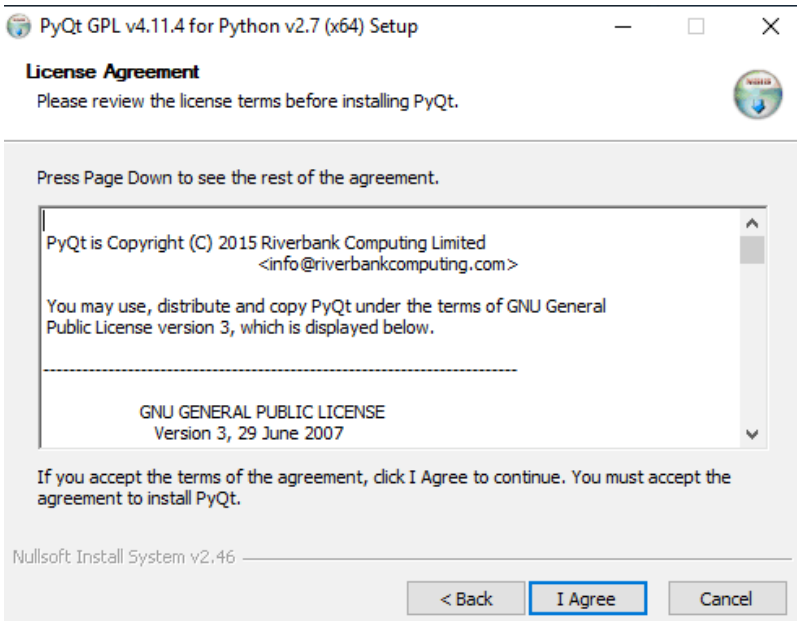 PyQt GPL v4.11.4 for Python v2.7 (x64) Setup
License Agreement
Please review the license terms before installing PyQt.
Press Page Down to see the rest of the agreement.
PyQt is Copyright (C) 2015 Riverbank Computing Limited
<info@riverbankcomputing.com>
You may use, distribute and copy PyQt under the terms of GNU General
Public License version 3, which is displayed below.
-------------------------------------------------------------------------
GNU GENERAL PUBLIC LICENSE
Version 3, 29 June 2007
If you accept the terms of the agreement, click I Agree to continue. You must accept the
agreement to install PyQt.
Nullsoft Install System v2.46
< Back
I Agree
Cancel